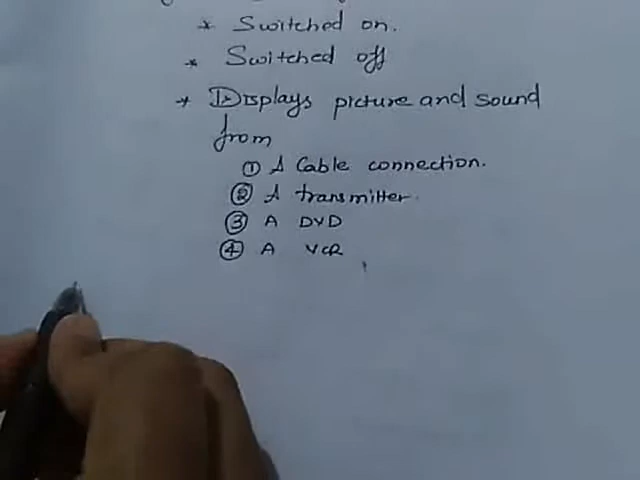 * Switched on.
* Switched off
* Displays picture and sound
from
① A Cable connection.
② A transmitter.
③ A DVD
④ A VCR